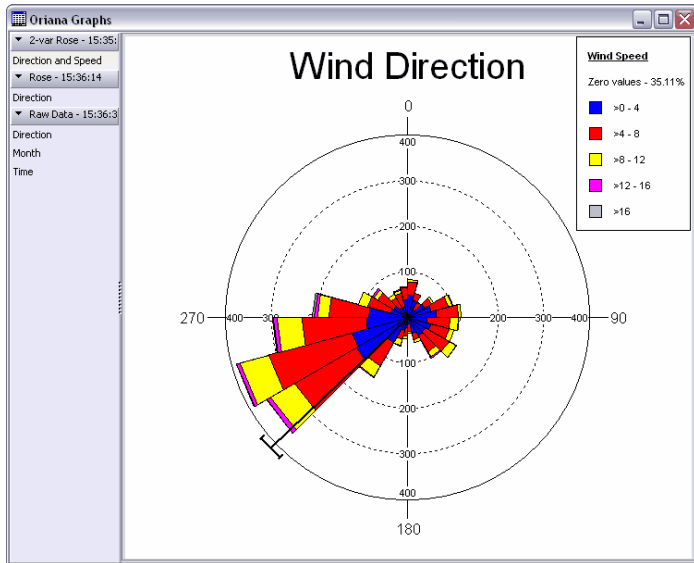 Oriana Graphs
2-var Rose - 15:35:
Direction and Speed
Rose - 15:36:14
Direction
Raw Data - 15:36:3
Direction
Month
Time
Wind Direction
Wind Speed
Zero values - 35.11%
>0 - 4
>4 - 8
>8 - 12
>12 - 16
>16
0
400
300
200
100
270
400
300
100
200
300
400
90
100
200
300
400
180